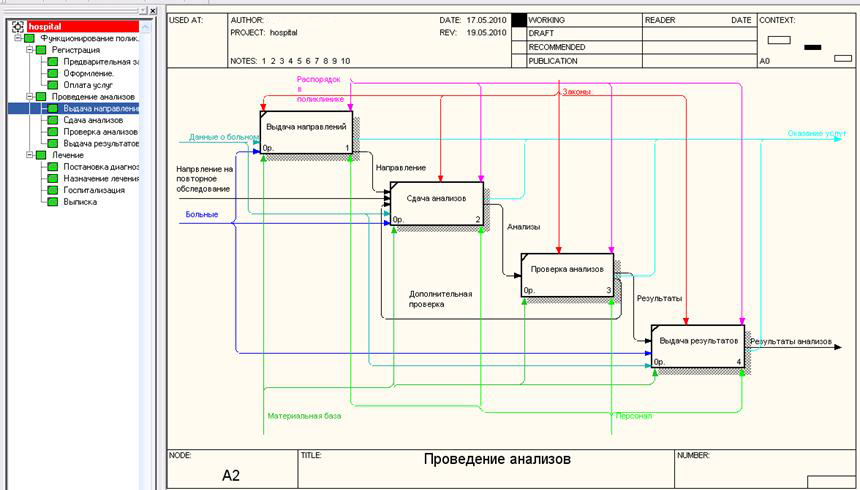 hospital
Функционирование полик
Регистрация
Предварительная за
Оформление.
Оплата услуг
Проведение анализов
Выдача направлени
Сдача анализов
Проверка анализов
Выдача результатов
Лечение
Постановка диагноз
Назначение лечени
Госпитализация
Выписка
USED AT:
AUTHOR:
DATE: 17.05.2010
PROJECT: hospital
REV: 19.05.2010
NOTES: 1 2 3 4 5 6 7 8 9 10
WORKING
DRAFT
RECOMMENDED
PUBLICATION
READER
DATE
CONTEXT:
A0
Распорядок
в
поликлинике
Законы
Выдача направлений
0р.
1
Данные о больном
Оказание услуг
Напрвление на
повторное
обследование
Направление
Сдача анализов
0р.
2
Больные
Анализы
Проверка анализов
0р.
3
Дополнительная
проверка
Результаты
Выдача результатов
0р.
4
Результаты анализов
Материальная база
Персонал
NODE:
A2
TITLE:
Проведение анализов
NUMBER: